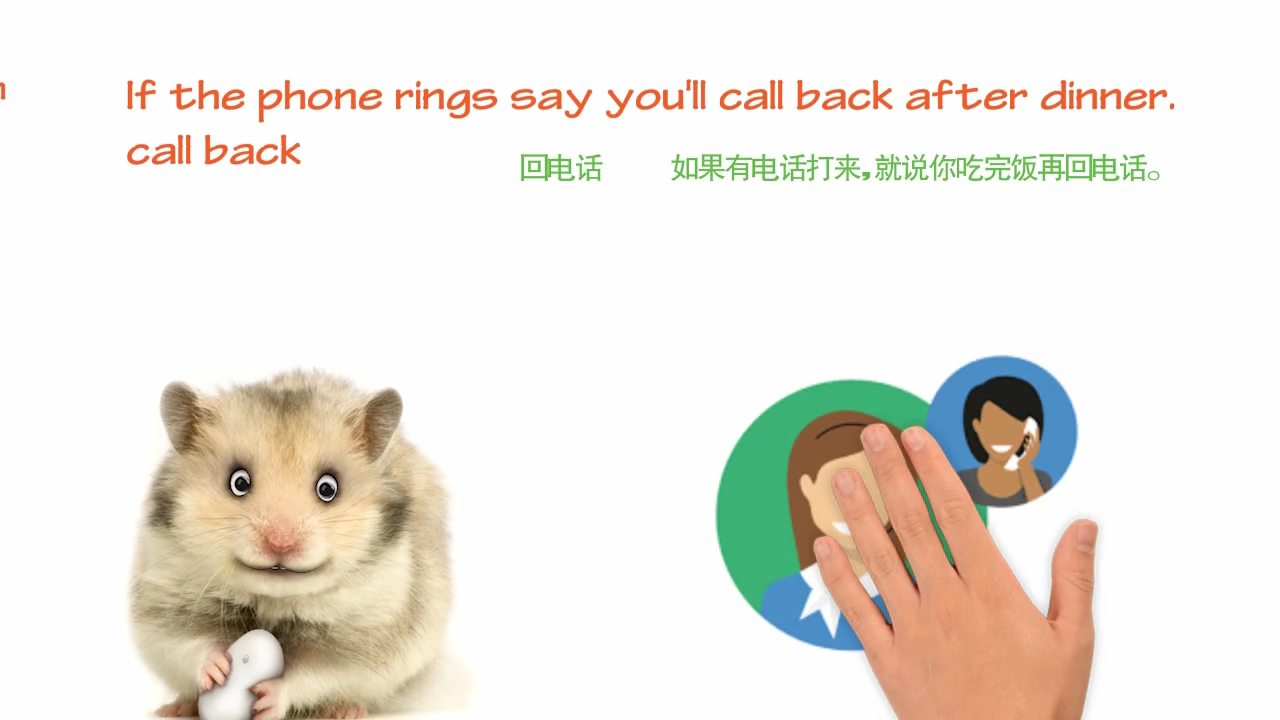 If the phone rings say you'll call back after dinner.
call back
回电话 如果有电话打来,就说你吃完饭再回电话。